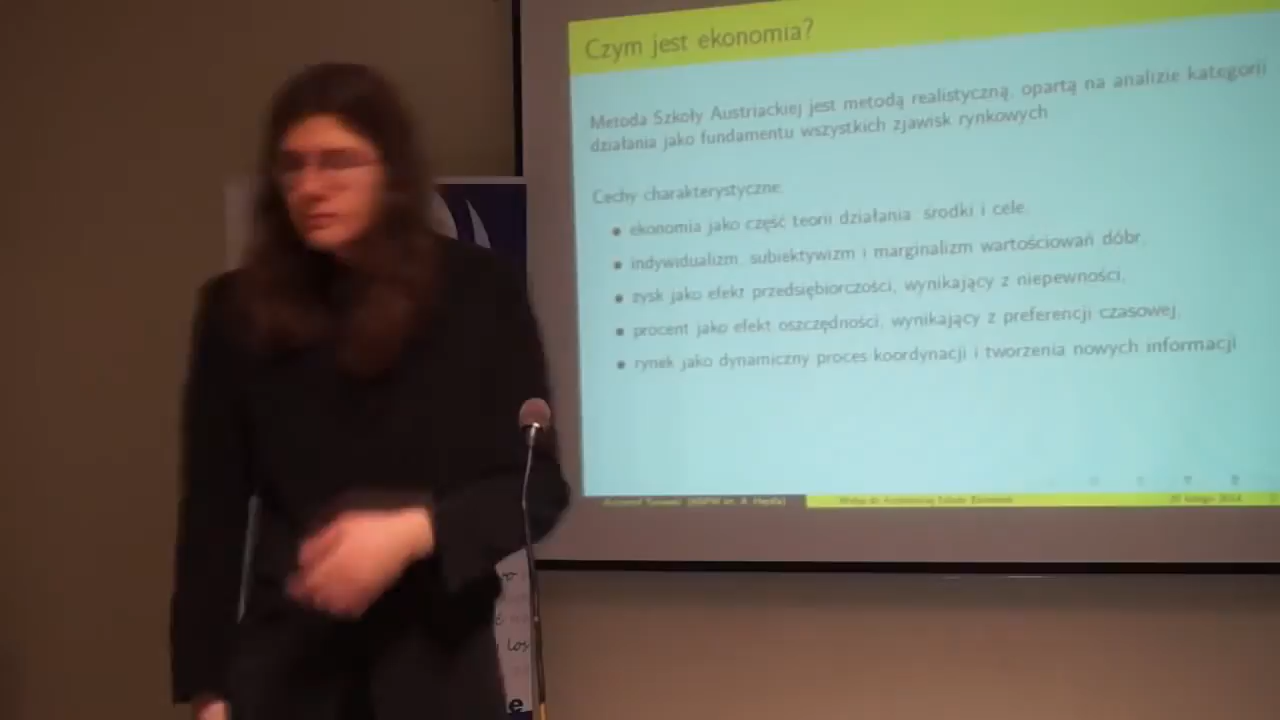 Czym jest ekonomia?
Metoda Szkoły Austriackiej jest metodą realistyczną, opartą na analizie kategorii
działania jako fundamentu wszystkich zjawisk rynkowych
Cechy charakterystyczne
ekonomia jako część teorii działania: środki i cele,
indywidualizm, subiektywizm i marginalizm wartościowań dóbr,
zysk jako efekt przedsiębiorczości, wynikający z niepewności,
procent jako efekt oszczędności, wynikający z preferencji czasowej,
rynek jako dynamiczny proces koordynacji i tworzenia nowych informacji
Los
e